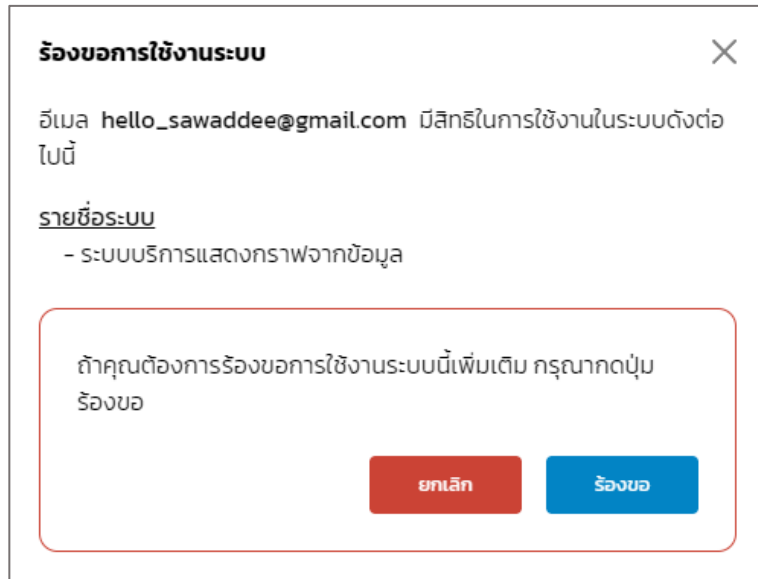 ร้องขอการใช้งานระบบ
อีเมล hello_sawaddee@gmail.com มีสิทธิในการใช้งานในระบบดังต่อ
ไปนี้
รายชื่อระบบ
- ระบบบริการแสดงกราฟจากข้อมูล
ถ้าคุณต้องการร้องขอการใช้งานระบบนี้เพิ่มเติม กรุณากดปุ่ม
ร้องขอ
ยกเลิก ร้องขอ